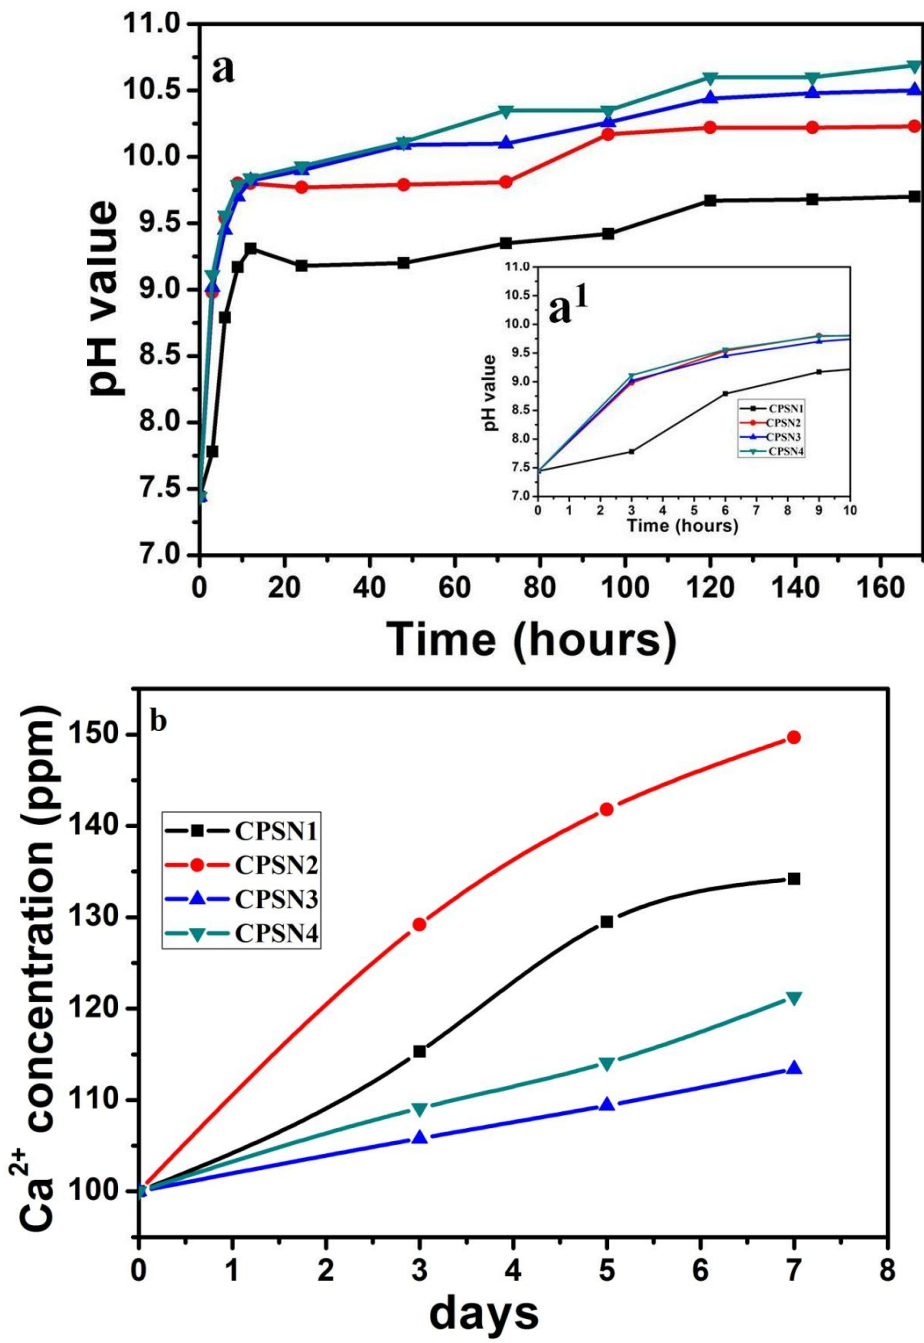 a
11.0
10.5
10.0
9.5
9.0
8.5
8.0
7.5
7.0
pH value
0 20 40 60 80 100 120 140 160
Time (hours)
a1
11.0
10.5
10.0
9.5
9.0
8.5
8.0
7.5
7.0
pH value
CPSN1
CPSN2
CPSN3
CPSN4
0 1 2 3 4 5 6 7 8 9 10
Time (hours)
b
150
140
130
120
110
100
Ca2+ concentration (ppm)
CPSN1
CPSN2
CPSN3
CPSN4
0 1 2 3 4 5 6 7 8
days